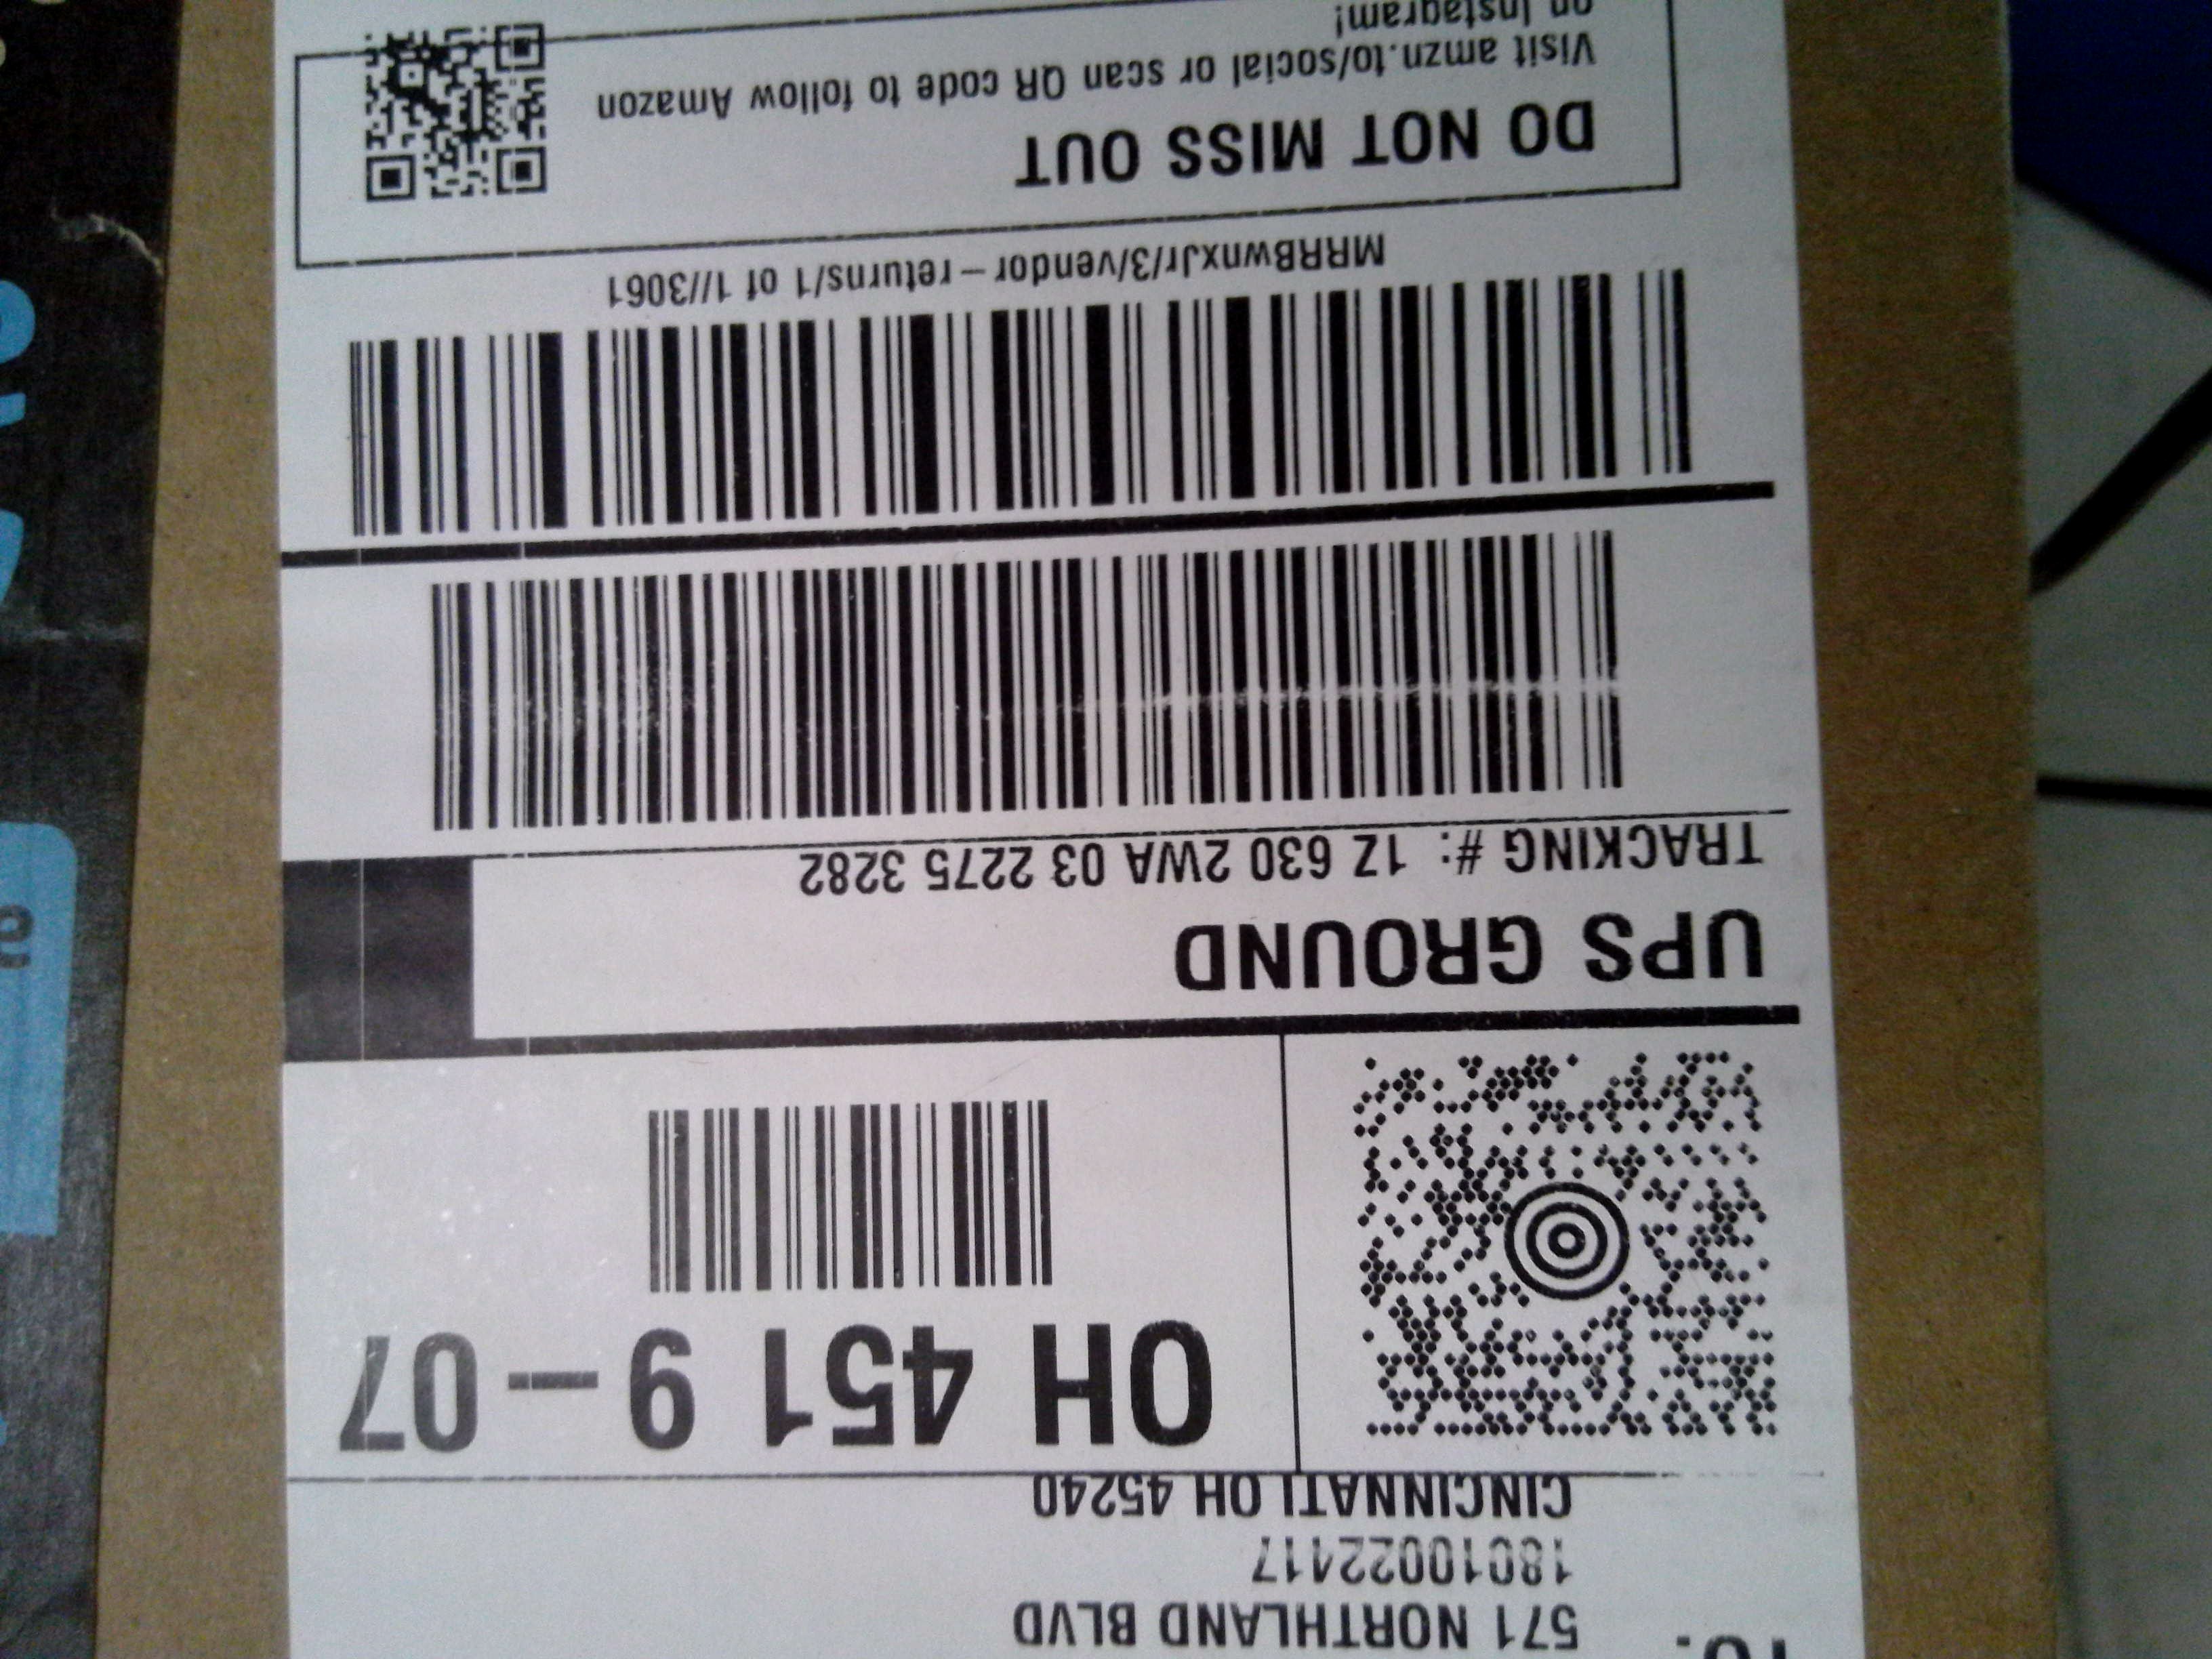 TO:
571 NORTHLAND BLVD
CINCINNATI OH 45240
OH 451 9-07
UPS GROUND
TRACKING #: 1Z 630 2WA 03 2275 3282
MRRBwnxJr/3/vendor-returns/1 of 1//3061
DO NOT MISS OUT
Visit amzn.to/social or scan QR code to follow Amazon
on Instagram!
e